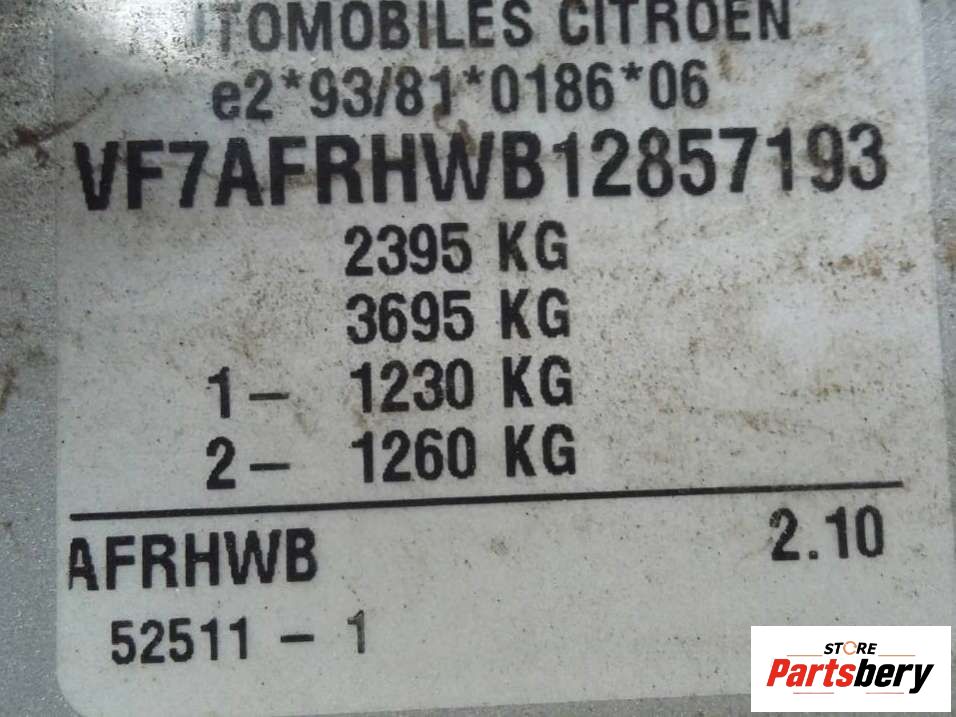 AUTOMOBILES CITROEN
e2*93/81*0186*06
VF7AFRHWB12857193
2395 KG
3695 KG
1- 1230 KG
2- 1260 KG
AFRHWB 2.10
52511 - 1
STORE
Partsbery